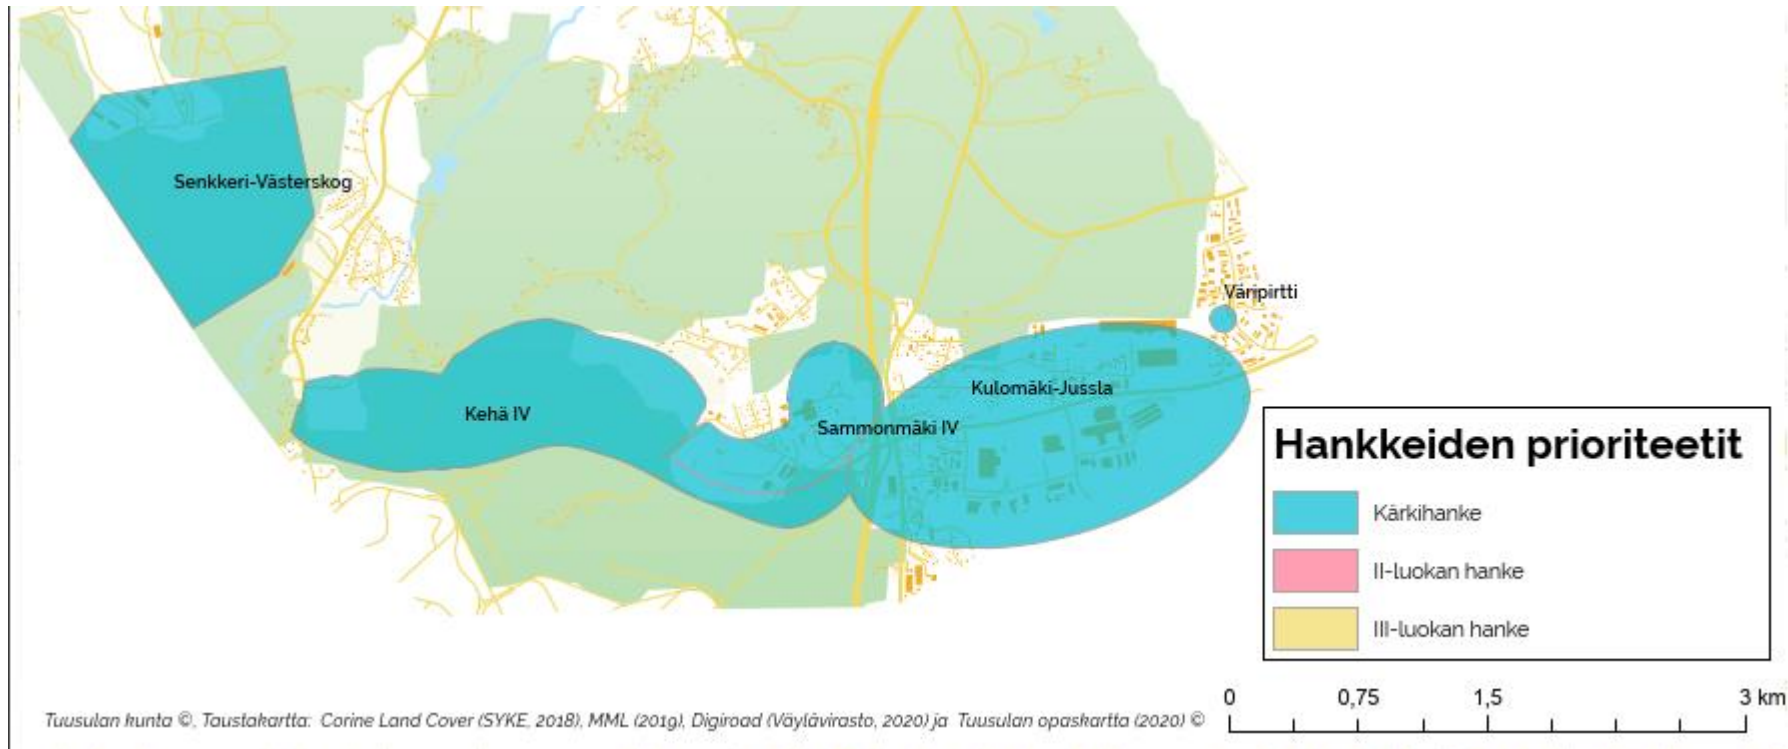 Senkkeri-Västerskog
Väripirtti
Kulomäki-Jussla
Kehä IV
Sammonmäki IV
Hankkeiden prioriteetit
Kärkihanke
II-luokan hanke
III-luokan hanke
0 0,75 1,5 3 km
Tuusulan kunta ©, Taustakartta: Corine Land Cover (SYKE, 2018), MML (2019), Digiroad (Väylävirasto, 2020) ja Tuusulan opaskartta (2020) ©